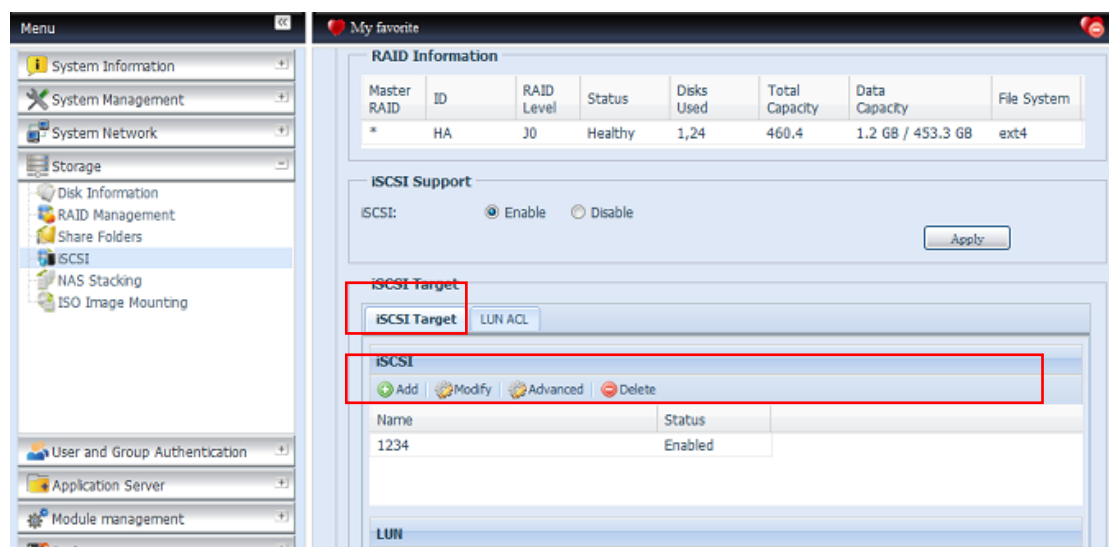 Menu
My favorite
System Information
System Management
System Network
Storage
Disk Information
RAID Management
Share Folders
iSCSI
NAS Stacking
ISO Image Mounting
User and Group Authentication
Application Server
Module management
RAID Information
Master RAID ID RAID Level Status Disks Used Total Capacity Data Capacity File System
* HA J0 Healthy 1,24 460.4 1.2 GB / 453.3 GB ext4
iSCSI Support
iSCSI: Enable Disable
Apply
iSCSI Target
iSCSI Target LUN ACL
iSCSI
Add Modify Advanced Delete
Name Status
1234 Enabled
LUN